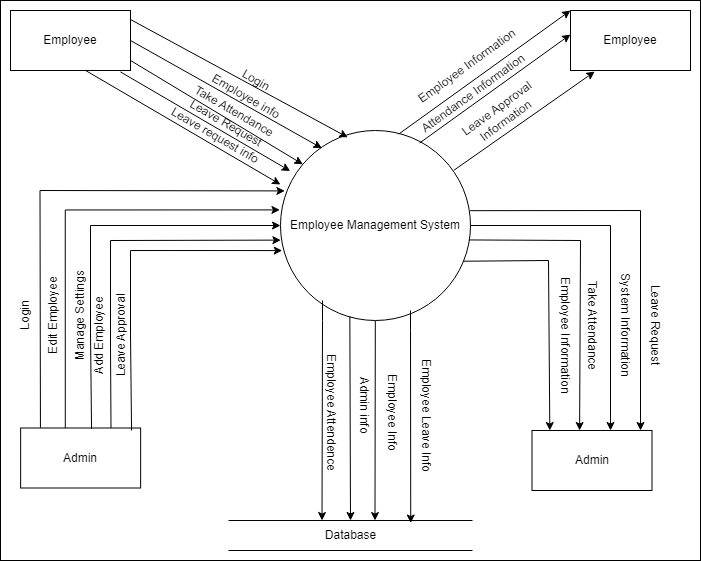 Employee
Employee
Login
Employee info
Take Attendance
Leave Request
Leave request info
Employee Information
Attendance Information
Leave Approval
Information
Employee Management System
Login
Edit Employee
Manage Settings
Add Employee
Leave Approval
Employee Information
Take Attendance
System Information
Leave Request
Employee Attendence
Admin info
Employee Info
Employee Leave Info
Admin
Admin
Database